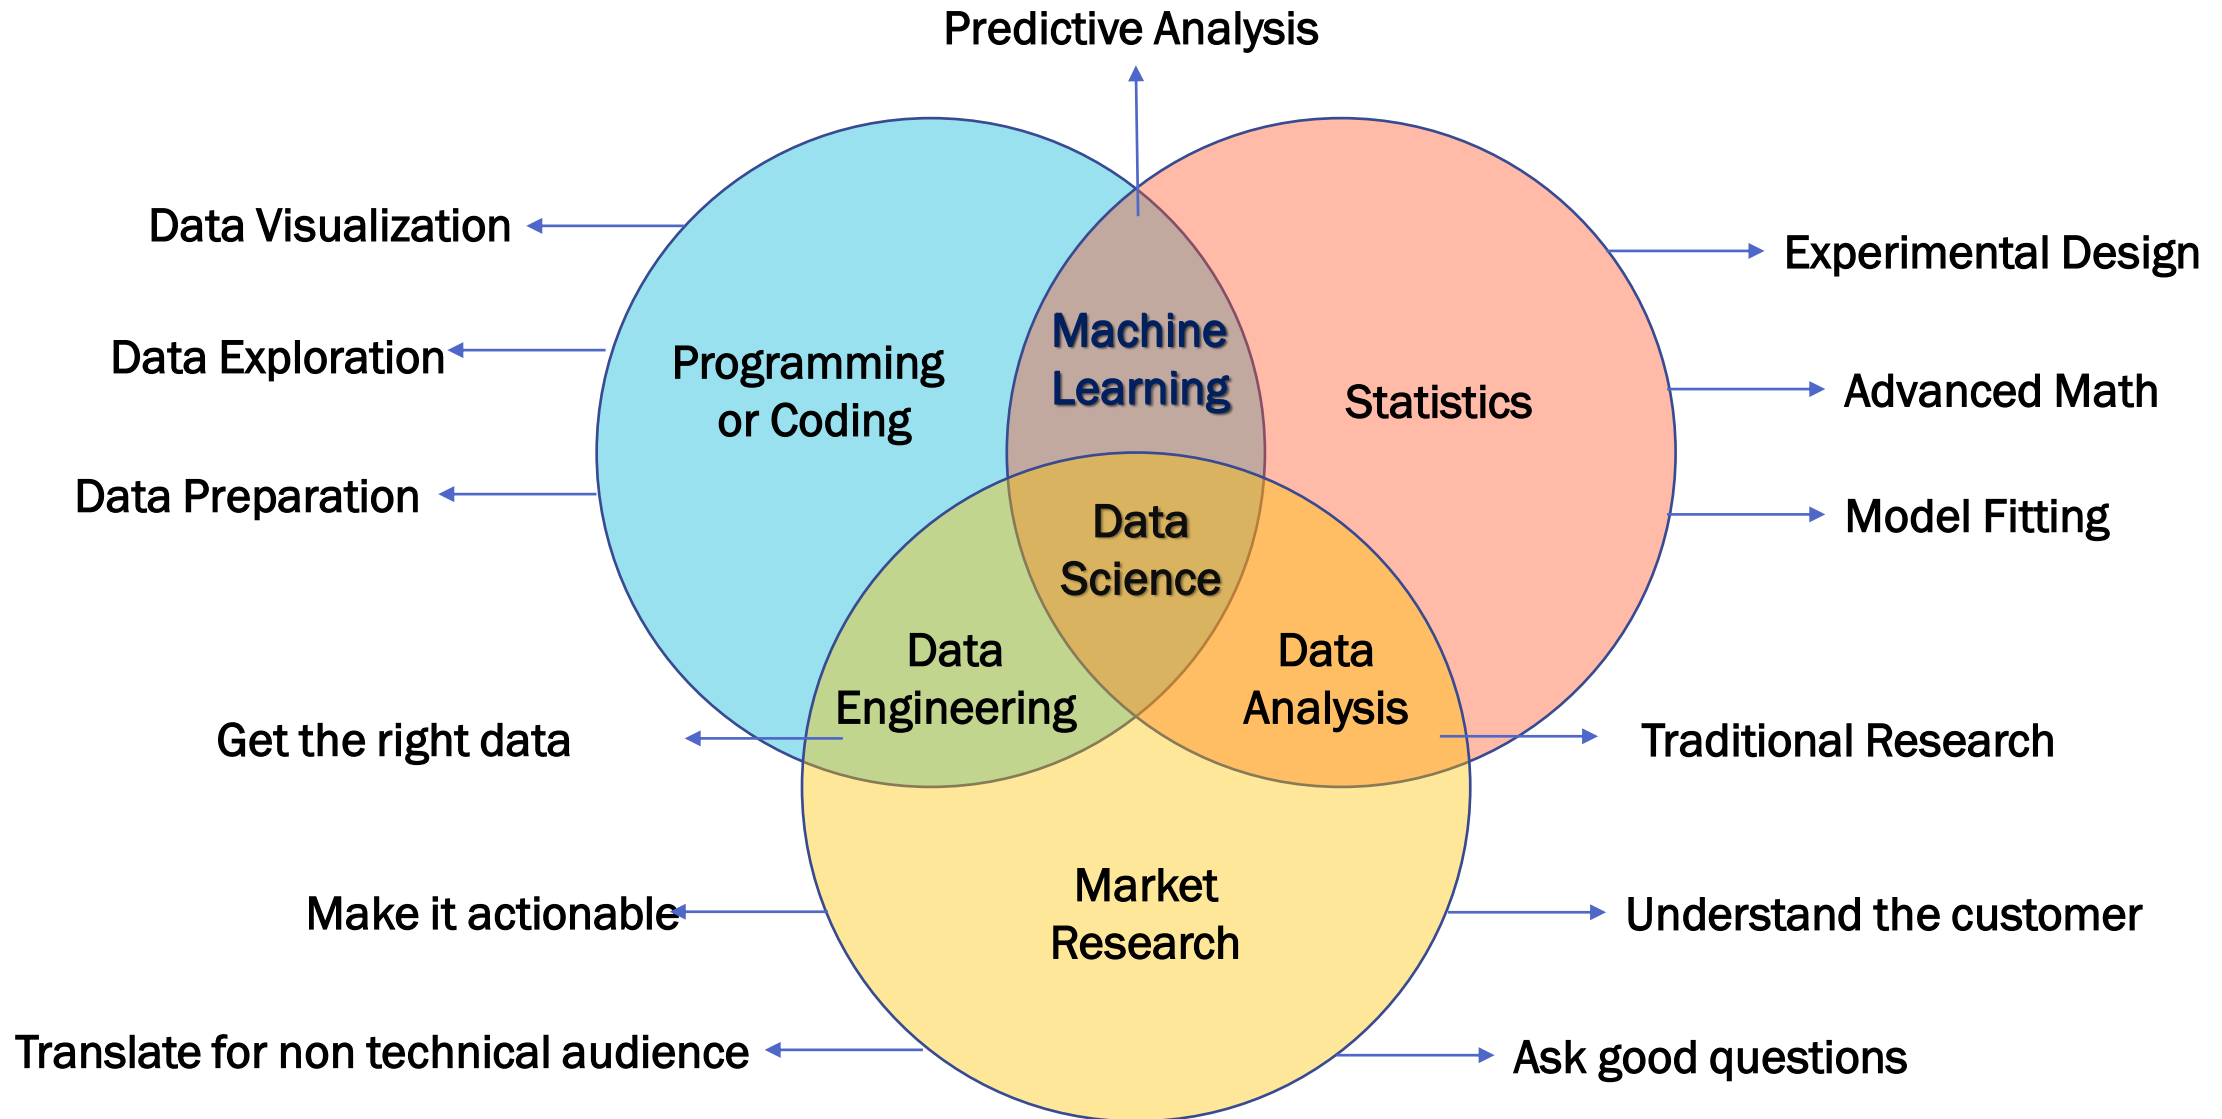 Predictive Analysis
Data Visualization
Experimental Design
Machine
Learning
Data Exploration
Programming
or Coding
Statistics
Advanced Math
Data Preparation
Data
Science
Model Fitting
Data
Engineering
Data
Analysis
Get the right data
Traditional Research
Market
Research
Make it actionable
Understand the customer
Translate for non technical audience
Ask good questions